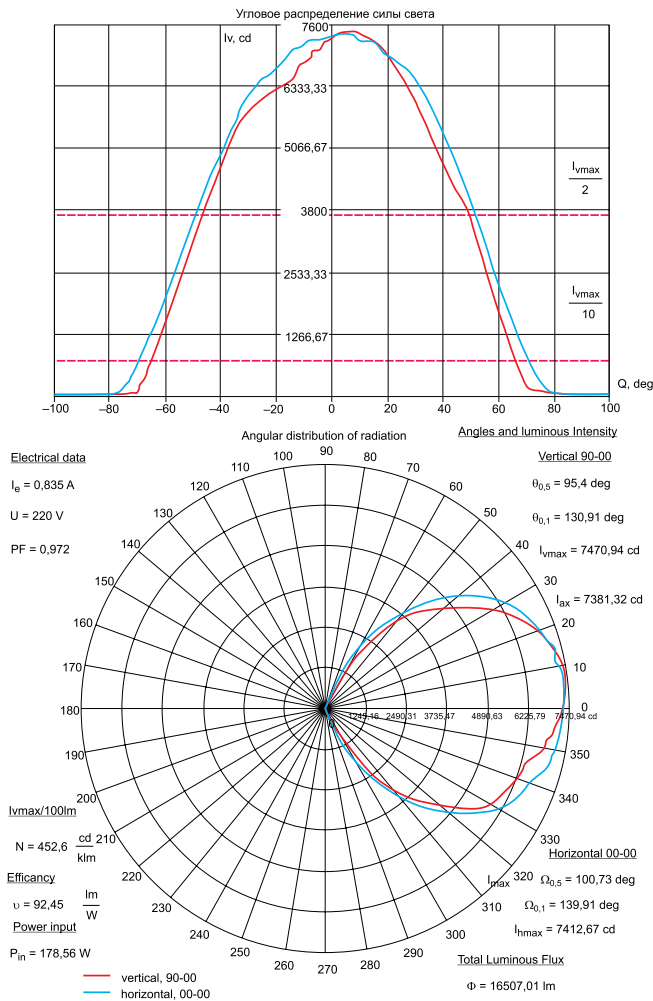 Угловое распределение силы света
7600
Iv, cd
6333,33
5066,67
Ivmax
2
3800
2533,33
Ivmax
10
1266,67
Q, deg
–100 –80 –60 –40 –20 0 20 40 60 80 100
Angular distribution of radiation
Angles and luminous Intensity
Electrical data
Ie = 0,835 A
U = 220 V
PF = 0,972
Vertical 90-00
θ0,5 = 95,4 deg
θ0,1 = 130,91 deg
Ivmax = 7470,94 cd
Iax = 7381,32 cd
90
100 80
110 70
120 60
130 50
140 40
150 30
160 20
170 10
180 0
1245,16 2490,31 3735,47 4890,63 6225,79 7470,94 cd
190 350
200 340
210 330
220 320
230 310
240 300
250 290
260 280
270
Ivmax/100lm
N = 452,6 cd
klm
Efficancy
υ = 92,45 lm
W
Power input
Pin = 178,56 W
Horizontal 00-00
Imax
Ω0,5 = 100,73 deg
Ω0,1 = 139,91 deg
Ihmax = 7412,67 cd
Total Luminous Flux
Φ = 16507,01 lm
vertical, 90-00
horizontal, 00-00